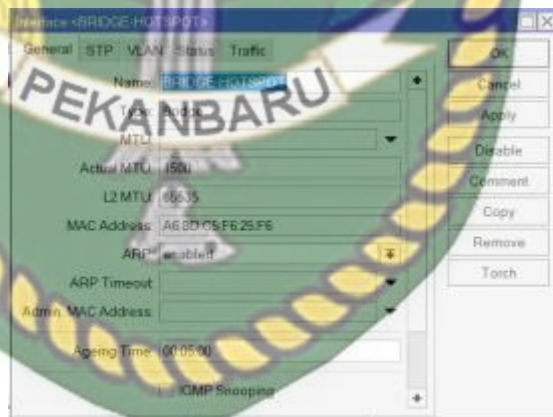 Interface <BRIDGE-HOTSPOT>
General STP VLAN Status Traffic
Name: BRIDGE-HOTSPOT
Type: Bridge
MTU:
Actual MTU: 1500
L2 MTU: 65535
MAC Address: A6:8D:C5:F6:25:F6
ARP: enabled
ARP Timeout:
Admin. MAC Address:
Ageing Time: 00:05:00
IGMP Snooping
OK
Cancel
Apply
Disable
Comment
Copy
Remove
Torch
PEKANBARU